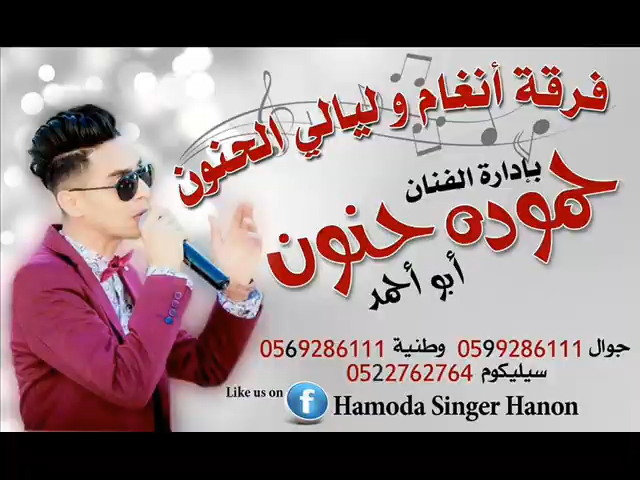 فرقة أنغام و ليالي الحنون
بإدارة الفنان
حموده حنون
أبو أحمد
جوال 0599286111 وطنية 0569286111
سيليكوم 0522762764
Like us on f Hamoda Singer Hanon